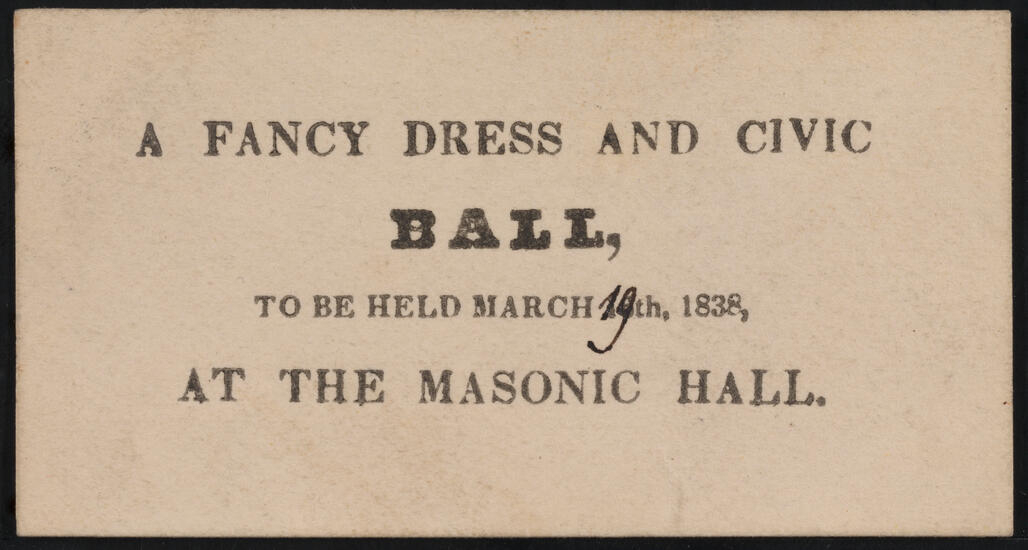 A FANCY DRESS AND CIVIC
BALL,
TO BE HELD MARCH 19th, 1838,
AT THE MASONIC HALL.